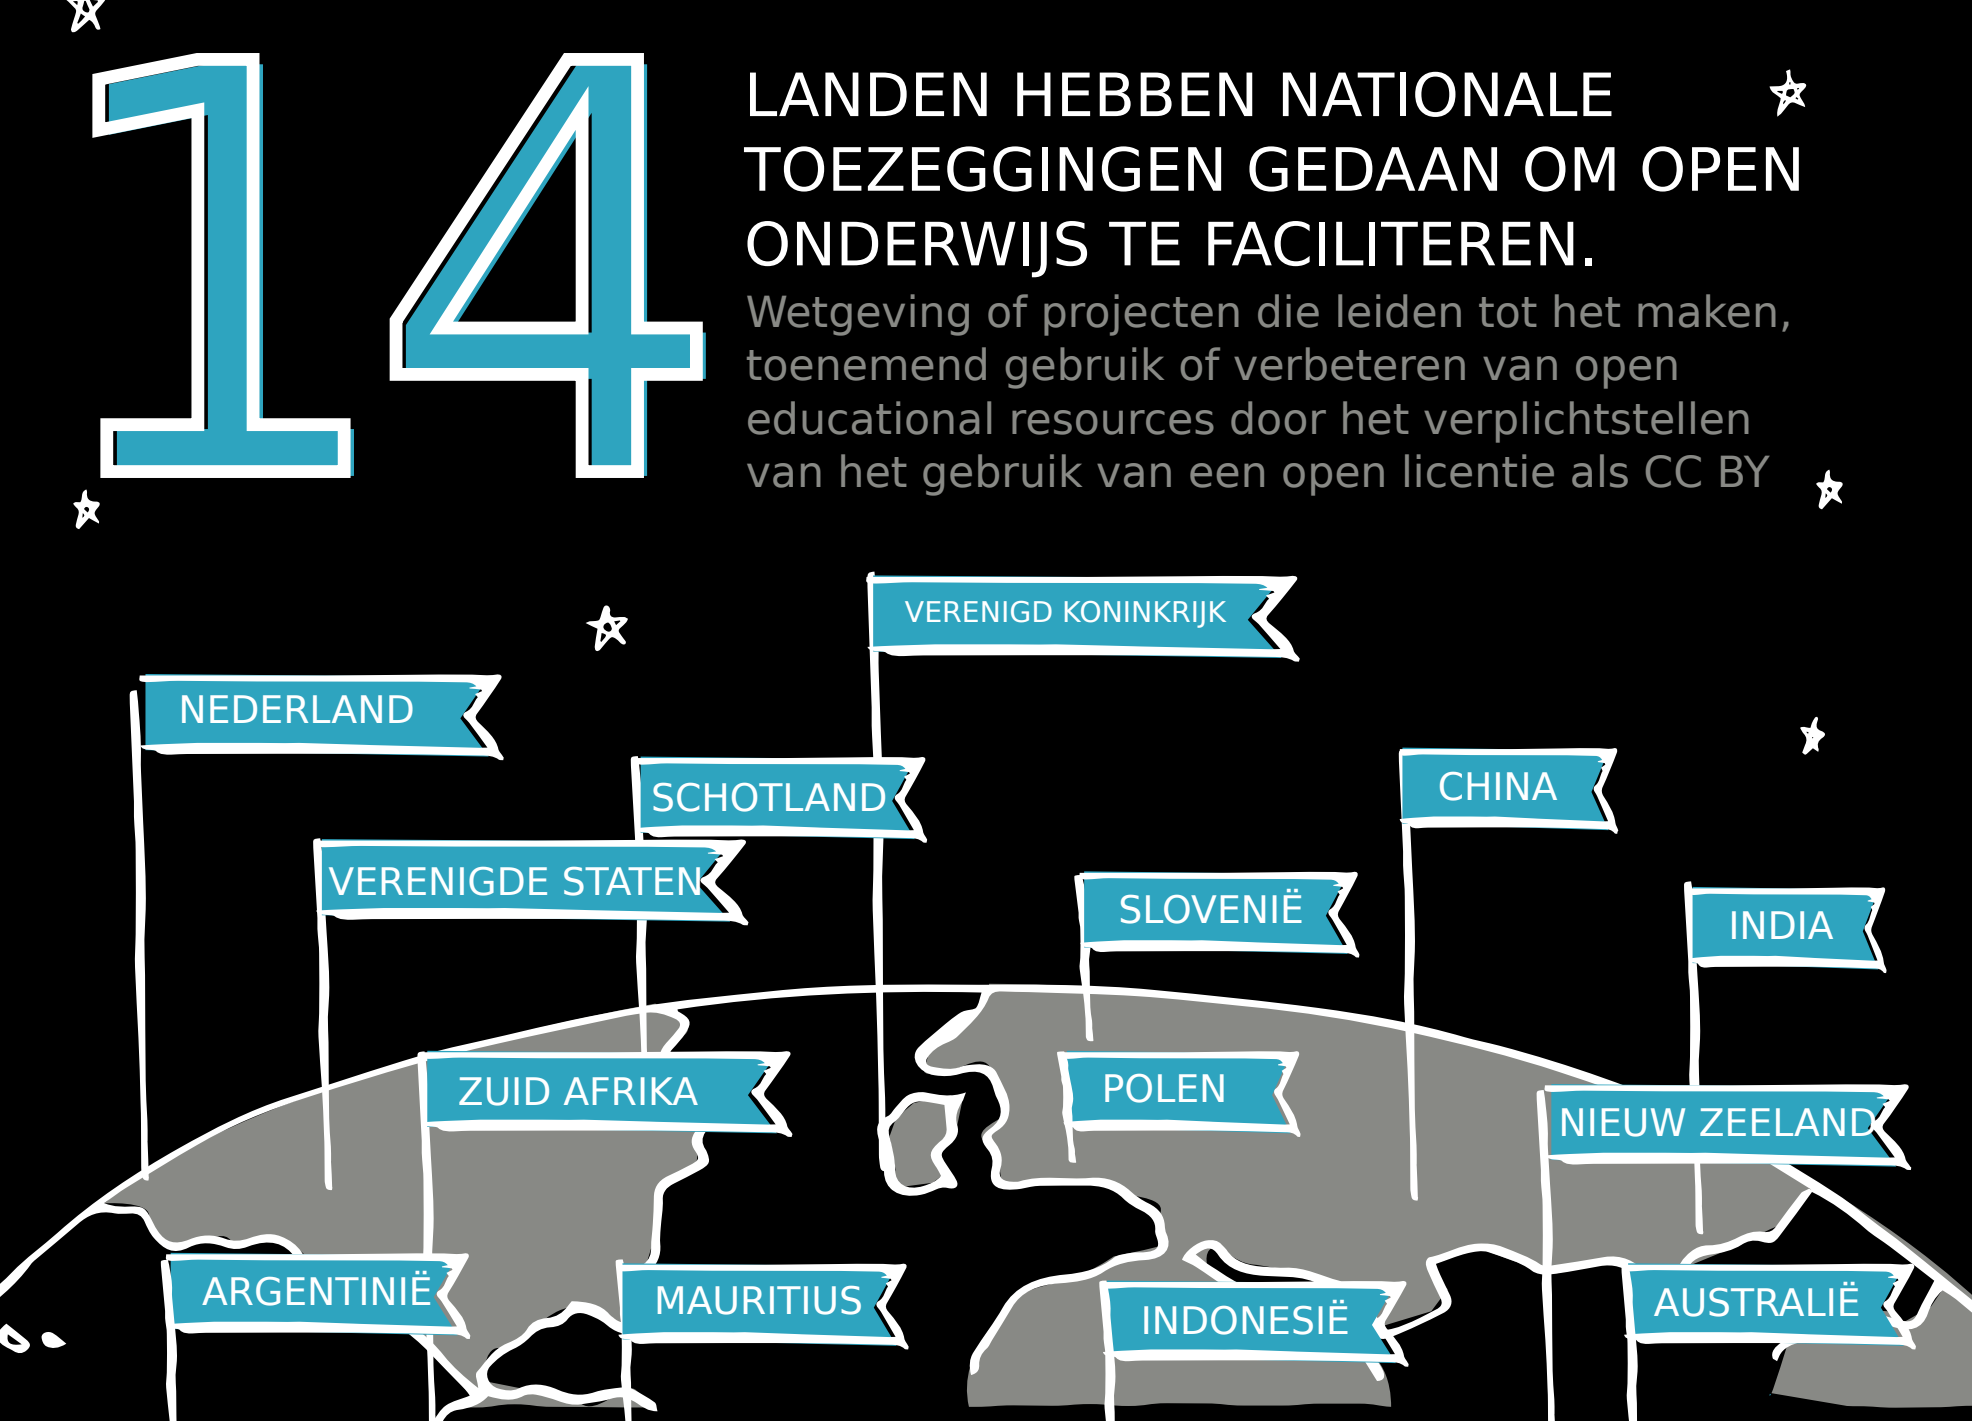 14
LANDEN HEBBEN NATIONALE
TOEZEGGINGEN GEDAAN OM OPEN
ONDERWIJS TE FACILITEREN.
Wetgeving of projecten die leiden tot het maken,
toenemend gebruik of verbeteren van open
educational resources door het verplichtstellen
van het gebruik van een open licentie als CC BY
VERENIGD KONINKRIJK
NEDERLAND
SCHOTLAND
CHINA
VERENIGDE STATEN
SLOVENIË
INDIA
ZUID AFRIKA
POLEN
NIEUW ZEELAND
ARGENTINIË
MAURITIUS
INDONESIË
AUSTRALIË